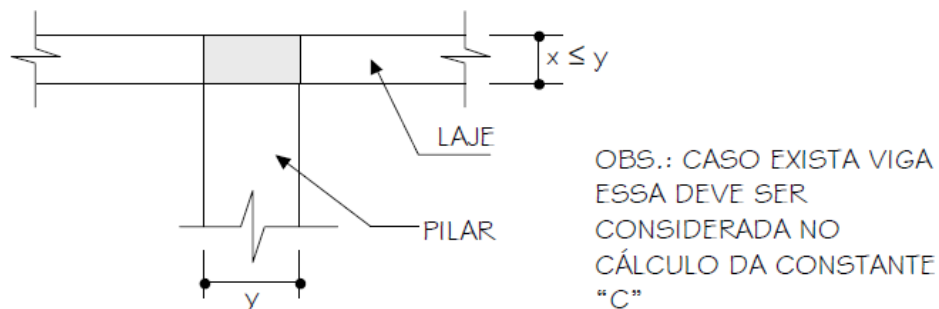 x ≤ y
LAJE
PILAR
y
OBS.: CASO EXISTA VIGA
ESSA DEVE SER
CONSIDERADA NO
CÁLCULO DA CONSTANTE
“C”